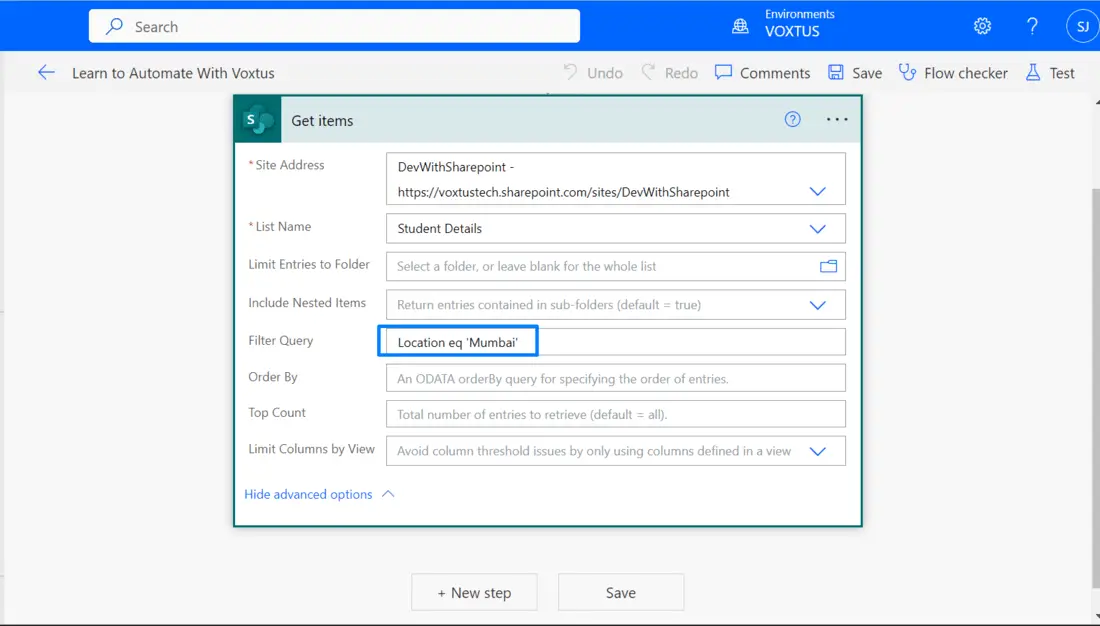 Search
Environments
VOXTUS
?
SJ
Learn to Automate With Voxtus
Undo
Redo
Comments
Save
Flow checker
Test
S
Get items
?
...
* Site Address
DevWithSharepoint -
https://voxtustech.sharepoint.com/sites/DevWithSharepoint
* List Name
Student Details
Limit Entries to Folder
Select a folder, or leave blank for the whole list
Include Nested Items
Return entries contained in sub-folders (default = true)
Filter Query
Location eq 'Mumbai'
Order By
An ODATA orderBy query for specifying the order of entries.
Top Count
Total number of entries to retrieve (default = all).
Limit Columns by View
Avoid column threshold issues by only using columns defined in a view
Hide advanced options
+ New step
Save